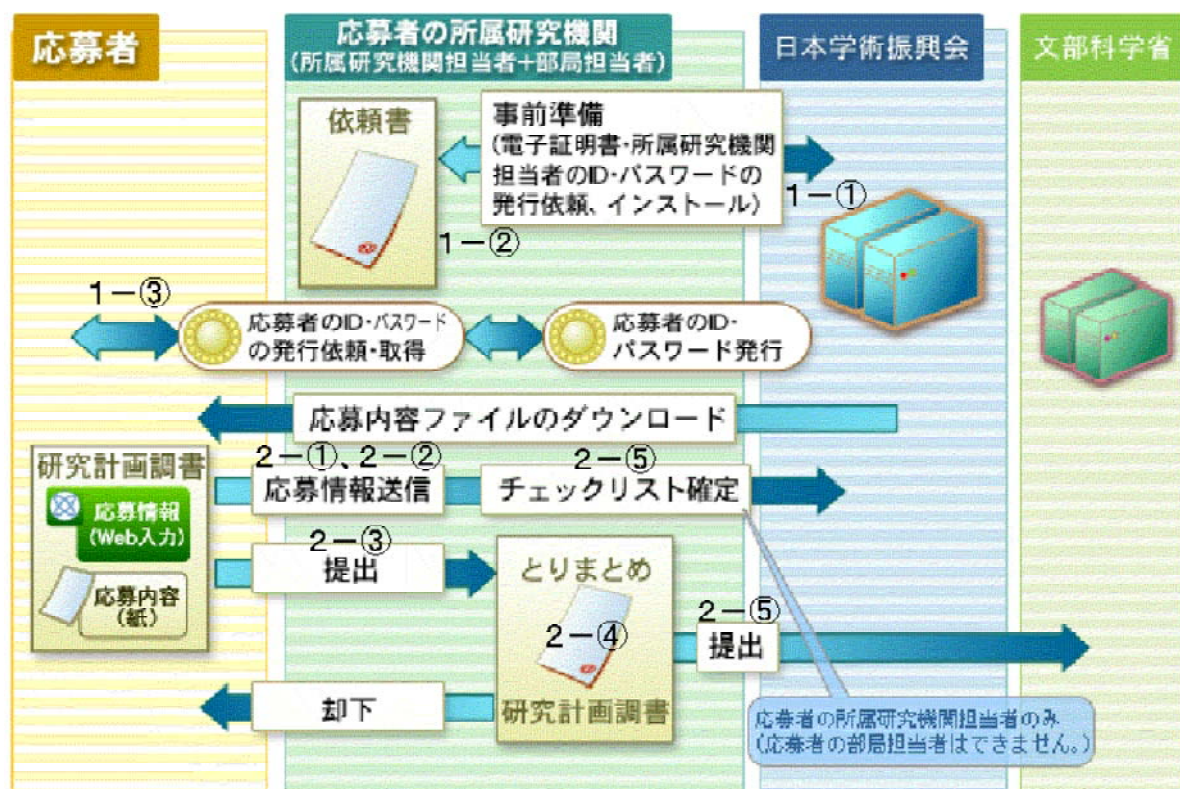 応募者
応募者の所属研究機関
(所属研究機関担当者+部局担当者)
日本学術振興会
文部科学省
依頼書
事前準備
(電子証明書・所属研究機関
担当者のID・パスワードの
発行依頼、インストール)
1-①
1-②
1-③
応募者のID・パスワード
の発行依頼・取得
応募者のID・
パスワード発行
応募内容ファイルのダウンロード
研究計画調書
応募情報
(Web入力)
応募内容
(紙)
2-①、2-②
応募情報送信
2-⑤
チェックリスト確定
2-③
提出
とりまとめ
2-④
研究計画調書
2-⑤
提出
却下
応募者の所属研究機関担当者のみ
(応募者の部局担当者はできません。)